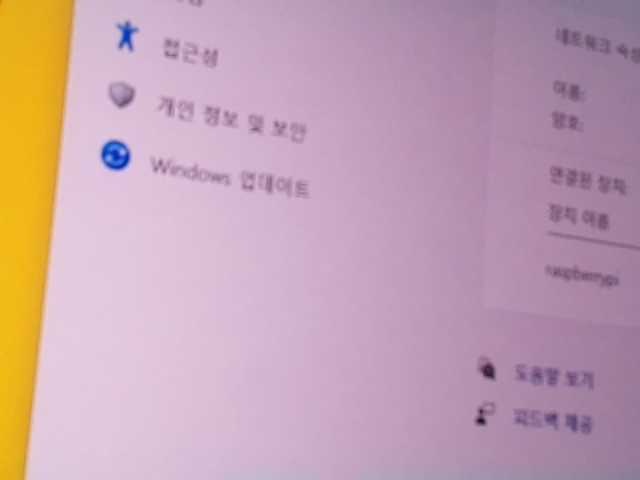 접근성
개인 정보 및 보안
Windows 업데이트
네트워크 속성
이름:
암호:
연결된 장치:
장치 이름
raspberrypi
도움말 보기
피드백 제공